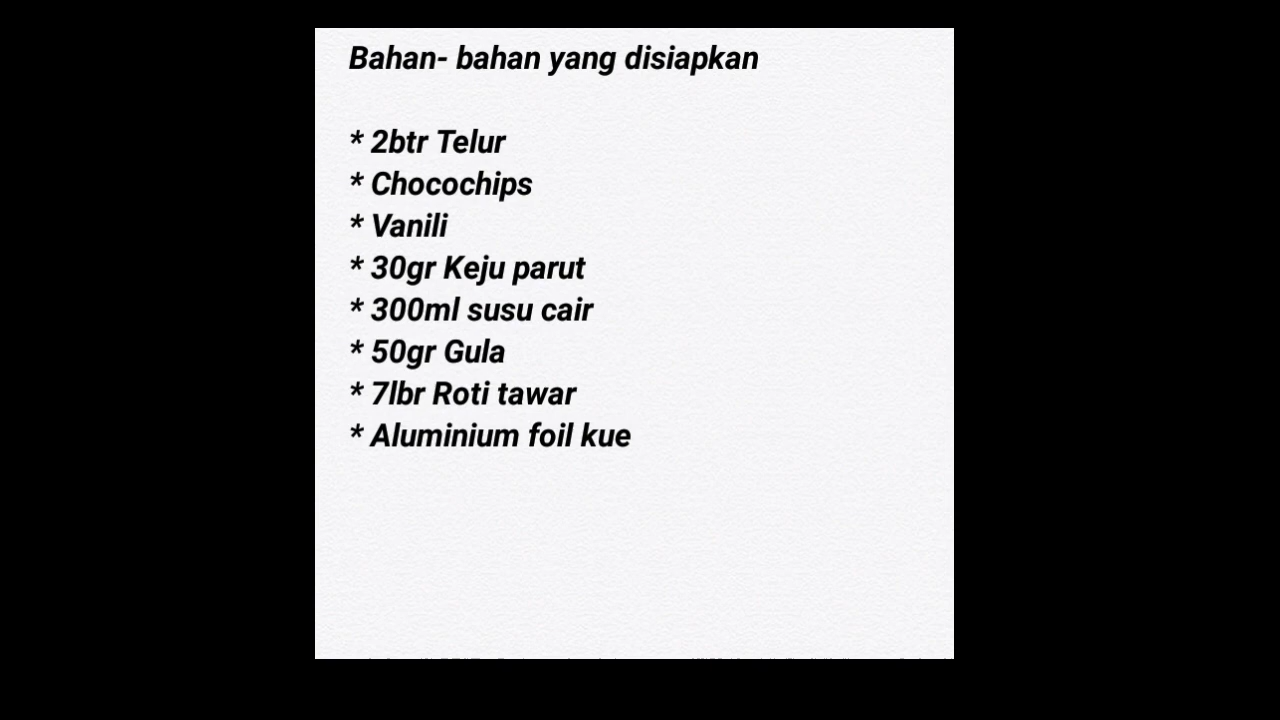 Bahan- bahan yang disiapkan
* 2btr Telur
* Chocochips
* Vanili
* 30gr Keju parut
* 300ml susu cair
* 50gr Gula
* 7lbr Roti tawar
* Aluminium foil kue